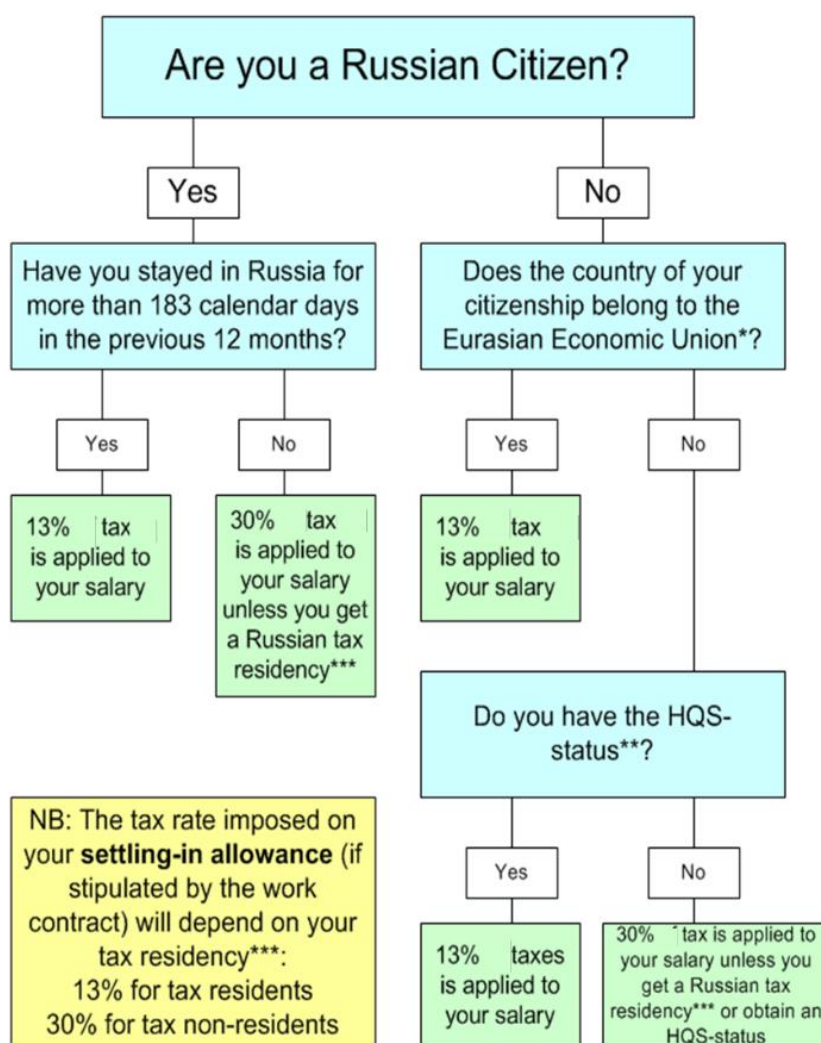 Are you a Russian Citizen?
Yes
No
Have you stayed in Russia for
more than 183 calendar days
in the previous 12 months?
Does the country of your
citizenship belong to the
Eurasian Economic Union*?
Yes
No
Yes
No
13% tax
is applied to
your salary
30% tax
is applied to
your salary
unless you get
a Russian tax
residency***
13% tax
is applied to
your salary
Do you have the HQS-
status**?
NB: The tax rate imposed on
your settling-in allowance (if
stipulated by the work
contract) will depend on your
tax residency***:
13% for tax residents
30% for tax non-residents
Yes
No
13% taxes
is applied to
your salary
30% tax is applied to
your salary unless you
get a Russian tax
residency*** or obtain an
HQS-status